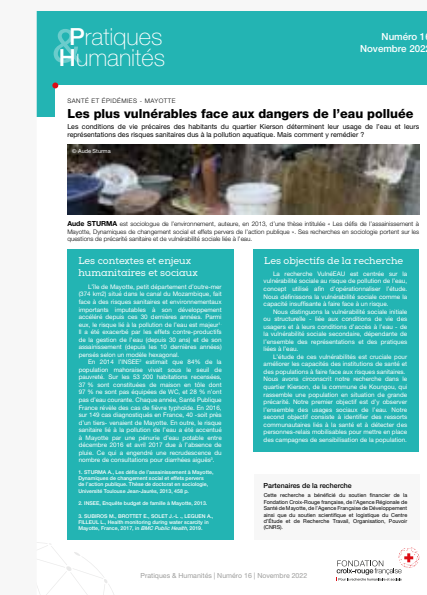 Pratiques
& Humanités
Numéro 16
Novembre 2022
SANTÉ ET ÉPIDÉMIES - MAYOTTE
Les plus vulnérables face aux dangers de l'eau polluée
Les conditions de vie précaires des habitants du quartier Kierson déterminent leur usage de l'eau et leurs
représentations des risques sanitaires dus à la pollution aquatique. Mais comment y remédier ?
© Aude Sturma
Aude STURMA est sociologue de l'environnement, auteure, en 2013, d'une thèse intitulée « Les défis de l'assainissement à
Mayotte, Dynamiques de changement social et effets pervers de l'action publique ». Ses recherches en sociologie portent sur les
questions de précarité sanitaire et de vulnérabilité sociale liée à l'eau.
Les contextes et enjeux
humanitaires et sociaux
L'île de Mayotte, petit département d'outre-mer
(374 km2) situé dans le canal du Mozambique, fait
face à des risques sanitaires et environnementaux
importants imputables à son développement
accéléré depuis ces 30 dernières années. Parmi
eux, le risque lié à la pollution de l'eau est majeur¹
Il a été exacerbé par les effets contre-productifs
de la gestion de l'eau (depuis 30 ans) et de son
assainissement (depuis les 10 dernières années)
pensés selon un modèle hexagonal.
En 2014 l'INSEE² estimait que 84% de la
population mahoraise vivait sous le seuil de
pauvreté. Sur les 53 200 habitations recensées,
37 % sont constituées de maison en tôle dont
97 % ne sont pas équipées de WC, et 28 % n'ont
pas d'eau courante. Chaque année, Santé Publique
France révèle des cas de fièvre typhoïde. En 2016,
sur 149 cas diagnostiqués en France, 40 -soit près
d'un tiers- venaient de Mayotte. En outre, le risque
sanitaire lié à la pollution de l'eau a été accentué
à Mayotte par une pénurie d'eau potable entre
décembre 2016 et avril 2017 due à l'absence de
pluie. Ce qui a engendré une recrudescence du
nombre de consultations pour diarrhées aiguës³.
1. STURMA A., Les défis de l'assainissement à Mayotte,
Dynamiques de changement social et effets pervers
de l'action publique. Thèse de doctorat en sociologie,
Université Toulouse Jean-Jaurès, 2013, 453 p.
2. INSEE, Enquête budget de famille à Mayotte, 2013.
3. SUBIROS M., BROTTET E., SOLET J.-L., LEGUEN A.,
FILLEUL L., Health monitoring during water scarcity in
Mayotte, France, 2017, in BMC Public Health, 2019.
Les objectifs de la recherche
La recherche VulnéEAU est centrée sur la
vulnérabilité sociale au risque de pollution de l'eau,
concept utilisé afin d'opérationnaliser l'étude.
Nous définissons la vulnérabilité sociale comme la
capacité insuffisante à faire face à un risque.
Nous distinguons la vulnérabilité sociale initiale
ou structurelle - liée aux conditions de vie des
usagers et à leurs conditions d'accès à l'eau - de
la vulnérabilité sociale secondaire, dépendante de
l'ensemble des représentations et des pratiques
liées à l'eau.
L'étude de ces vulnérabilités est cruciale pour
améliorer les capacités des institutions de santé et
des populations à faire face aux risques sanitaires.
Nous avons circonscrit notre recherche dans le
quartier Kierson, de la commune de Koungou, qui
rassemble une population en situation de grande
précarité. Notre premier objectif est d'y observer
l'ensemble des usages sociaux de l'eau. Notre
second objectif consiste à identifier des ressorts
communautaires liés à la santé et à détecter des
personnes-relais mobilisables pour mettre en place
des campagnes de sensibilisation de la population.
Partenaires de la recherche
Cette recherche a bénéficié du soutien financier de la
Fondation Croix-Rouge française, de l'Agence Régionale de
Santé de Mayotte, de l'Agence Française de Développement
ainsi que du soutien scientifique et logistique du Centre
d'Étude et de Recherche Travail, Organisation, Pouvoir
(CNRS).
Pratiques & Humanités | Numéro 16 | Novembre 2022
FONDATION
croix-rouge française
Pour la recherche humanitaire et sociale